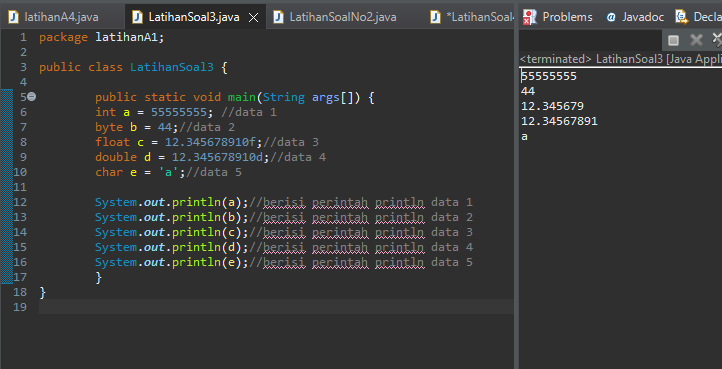 latihanA4.java LatihanSoal3.java LatihanSoalNo2.java *LatihanSoal
Problems Javadoc Decla
1 package latihanA1;
2
3 public class LatihanSoal3 {
4
5 public static void main(String args[]) {
6 int a = 55555555; //data 1
7 byte b = 44;//data 2
8 float c = 12.345678910f;//data 3
9 double d = 12.345678910d;//data 4
10 char e = 'a';//data 5
11
12 System.out.println(a);//berisi perintah println data 1
13 System.out.println(b);//berisi perintah println data 2
14 System.out.println(c);//berisi perintah println data 3
15 System.out.println(d);//berisi perintah println data 4
16 System.out.println(e);//berisi perintah println data 5
17 }
18 }
19
<terminated> LatihanSoal3 [Java Appli
55555555
44
12.345679
12.34567891
a